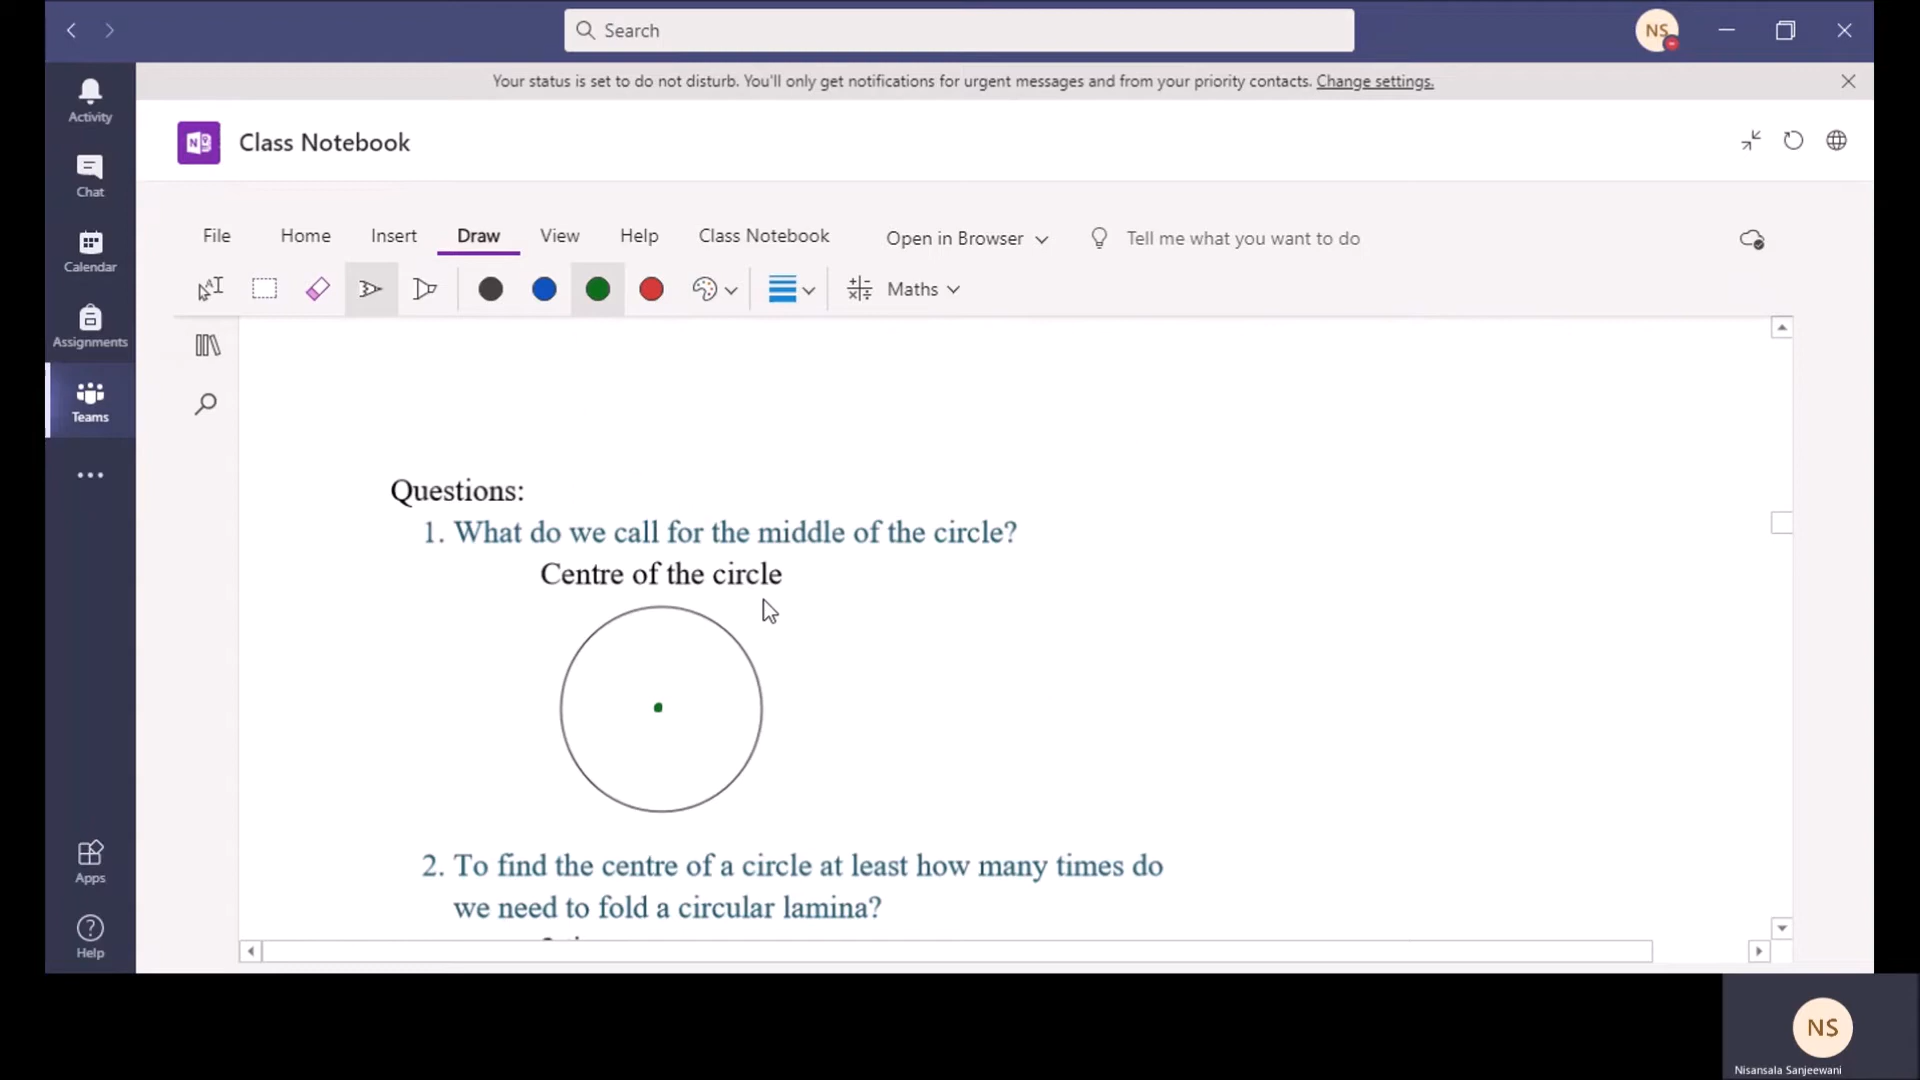 Search
NS
Your status is set to do not disturb. You'll only get notifications for urgent messages and from your priority contacts. Change settings.
Activity
Chat
Calendar
Assignments
Teams
Apps
Help
Class Notebook
File Home Insert Draw View Help Class Notebook Open in Browser Tell me what you want to do
Maths
Questions:
1. What do we call for the middle of the circle?
Centre of the circle
2. To find the centre of a circle at least how many times do
we need to fold a circular lamina?
NS
Nisansala Sanjeewani